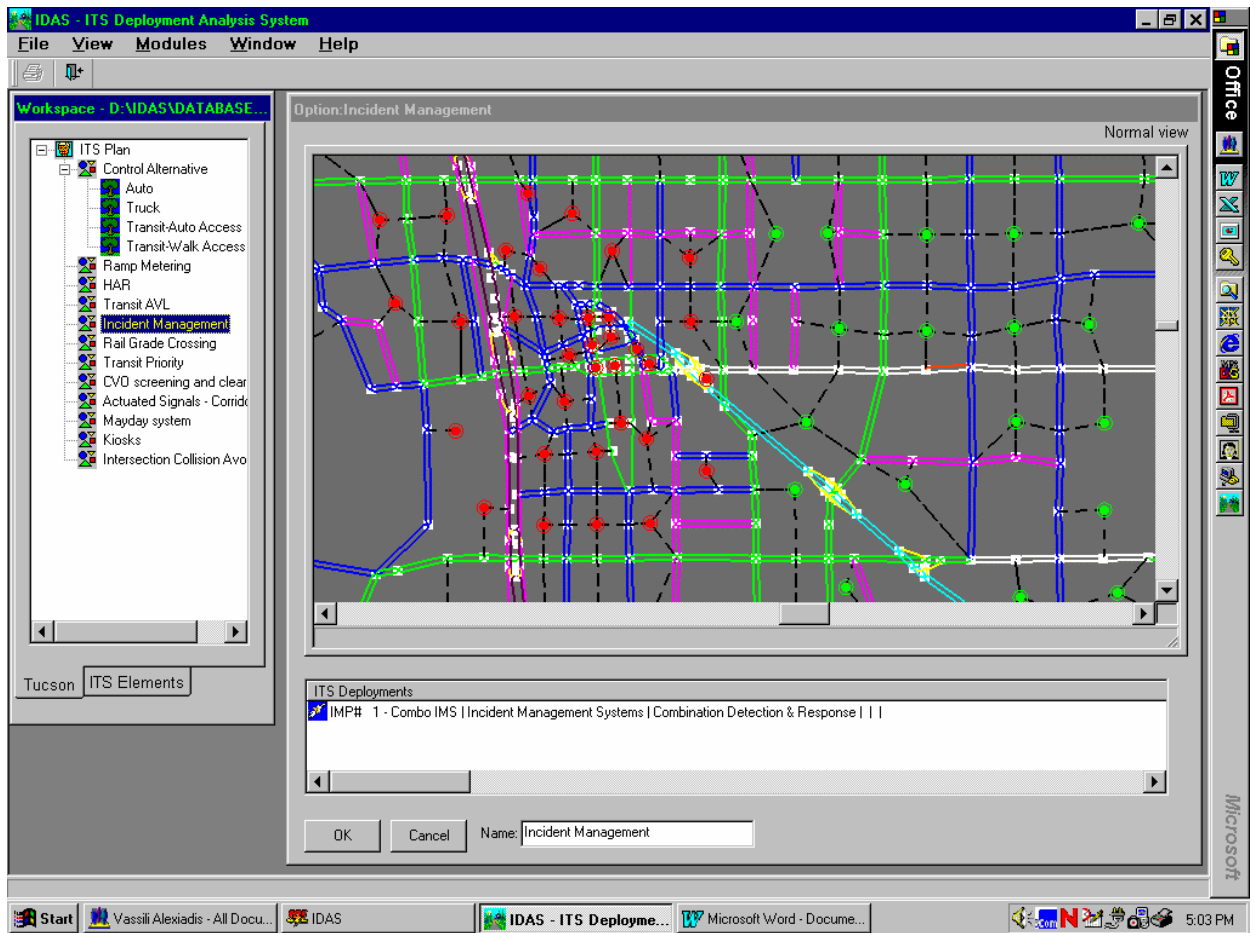 IDAS - ITS Deployment Analysis System
File View Modules Window Help
Workspace - D:\IDAS\DATABASE...
ITS Plan
Control Alternative
Auto
Truck
Transit-Auto Access
Transit-Walk Access
Ramp Metering
HAR
Transit AVL
Incident Management
Rail Grade Crossing
Transit Priority
CVO screening and clear
Actuated Signals - Corrido
Mayday system
Kiosks
Intersection Collision Avo
Tucson
ITS Elements
Option:Incident Management
Normal view
ITS Deployments
IMP# 1 - Combo IMS | Incident Management Systems | Combination Detection & Response | | |
OK
Cancel
Name: Incident Management
Office
Microsoft
Start
Vassili Alexiadis - All Docu...
IDAS
IDAS - ITS Deployme...
Microsoft Word - Docume...
.com
N
5:03 PM